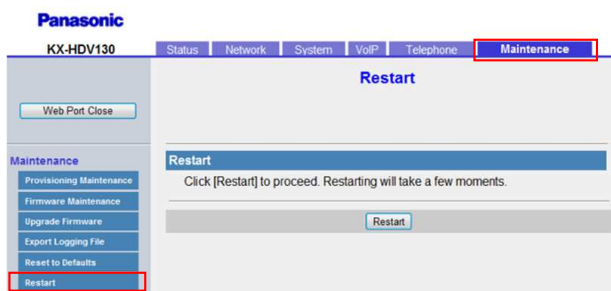 Panasonic
KX-HDV130
Status Network System VoIP Telephone Maintenance
Web Port Close
Restart
Maintenance
Provisioning Maintenance
Firmware Maintenance
Upgrade Firmware
Export Logging File
Reset to Defaults
Restart
Restart
Click [Restart] to proceed. Restarting will take a few moments.
Restart